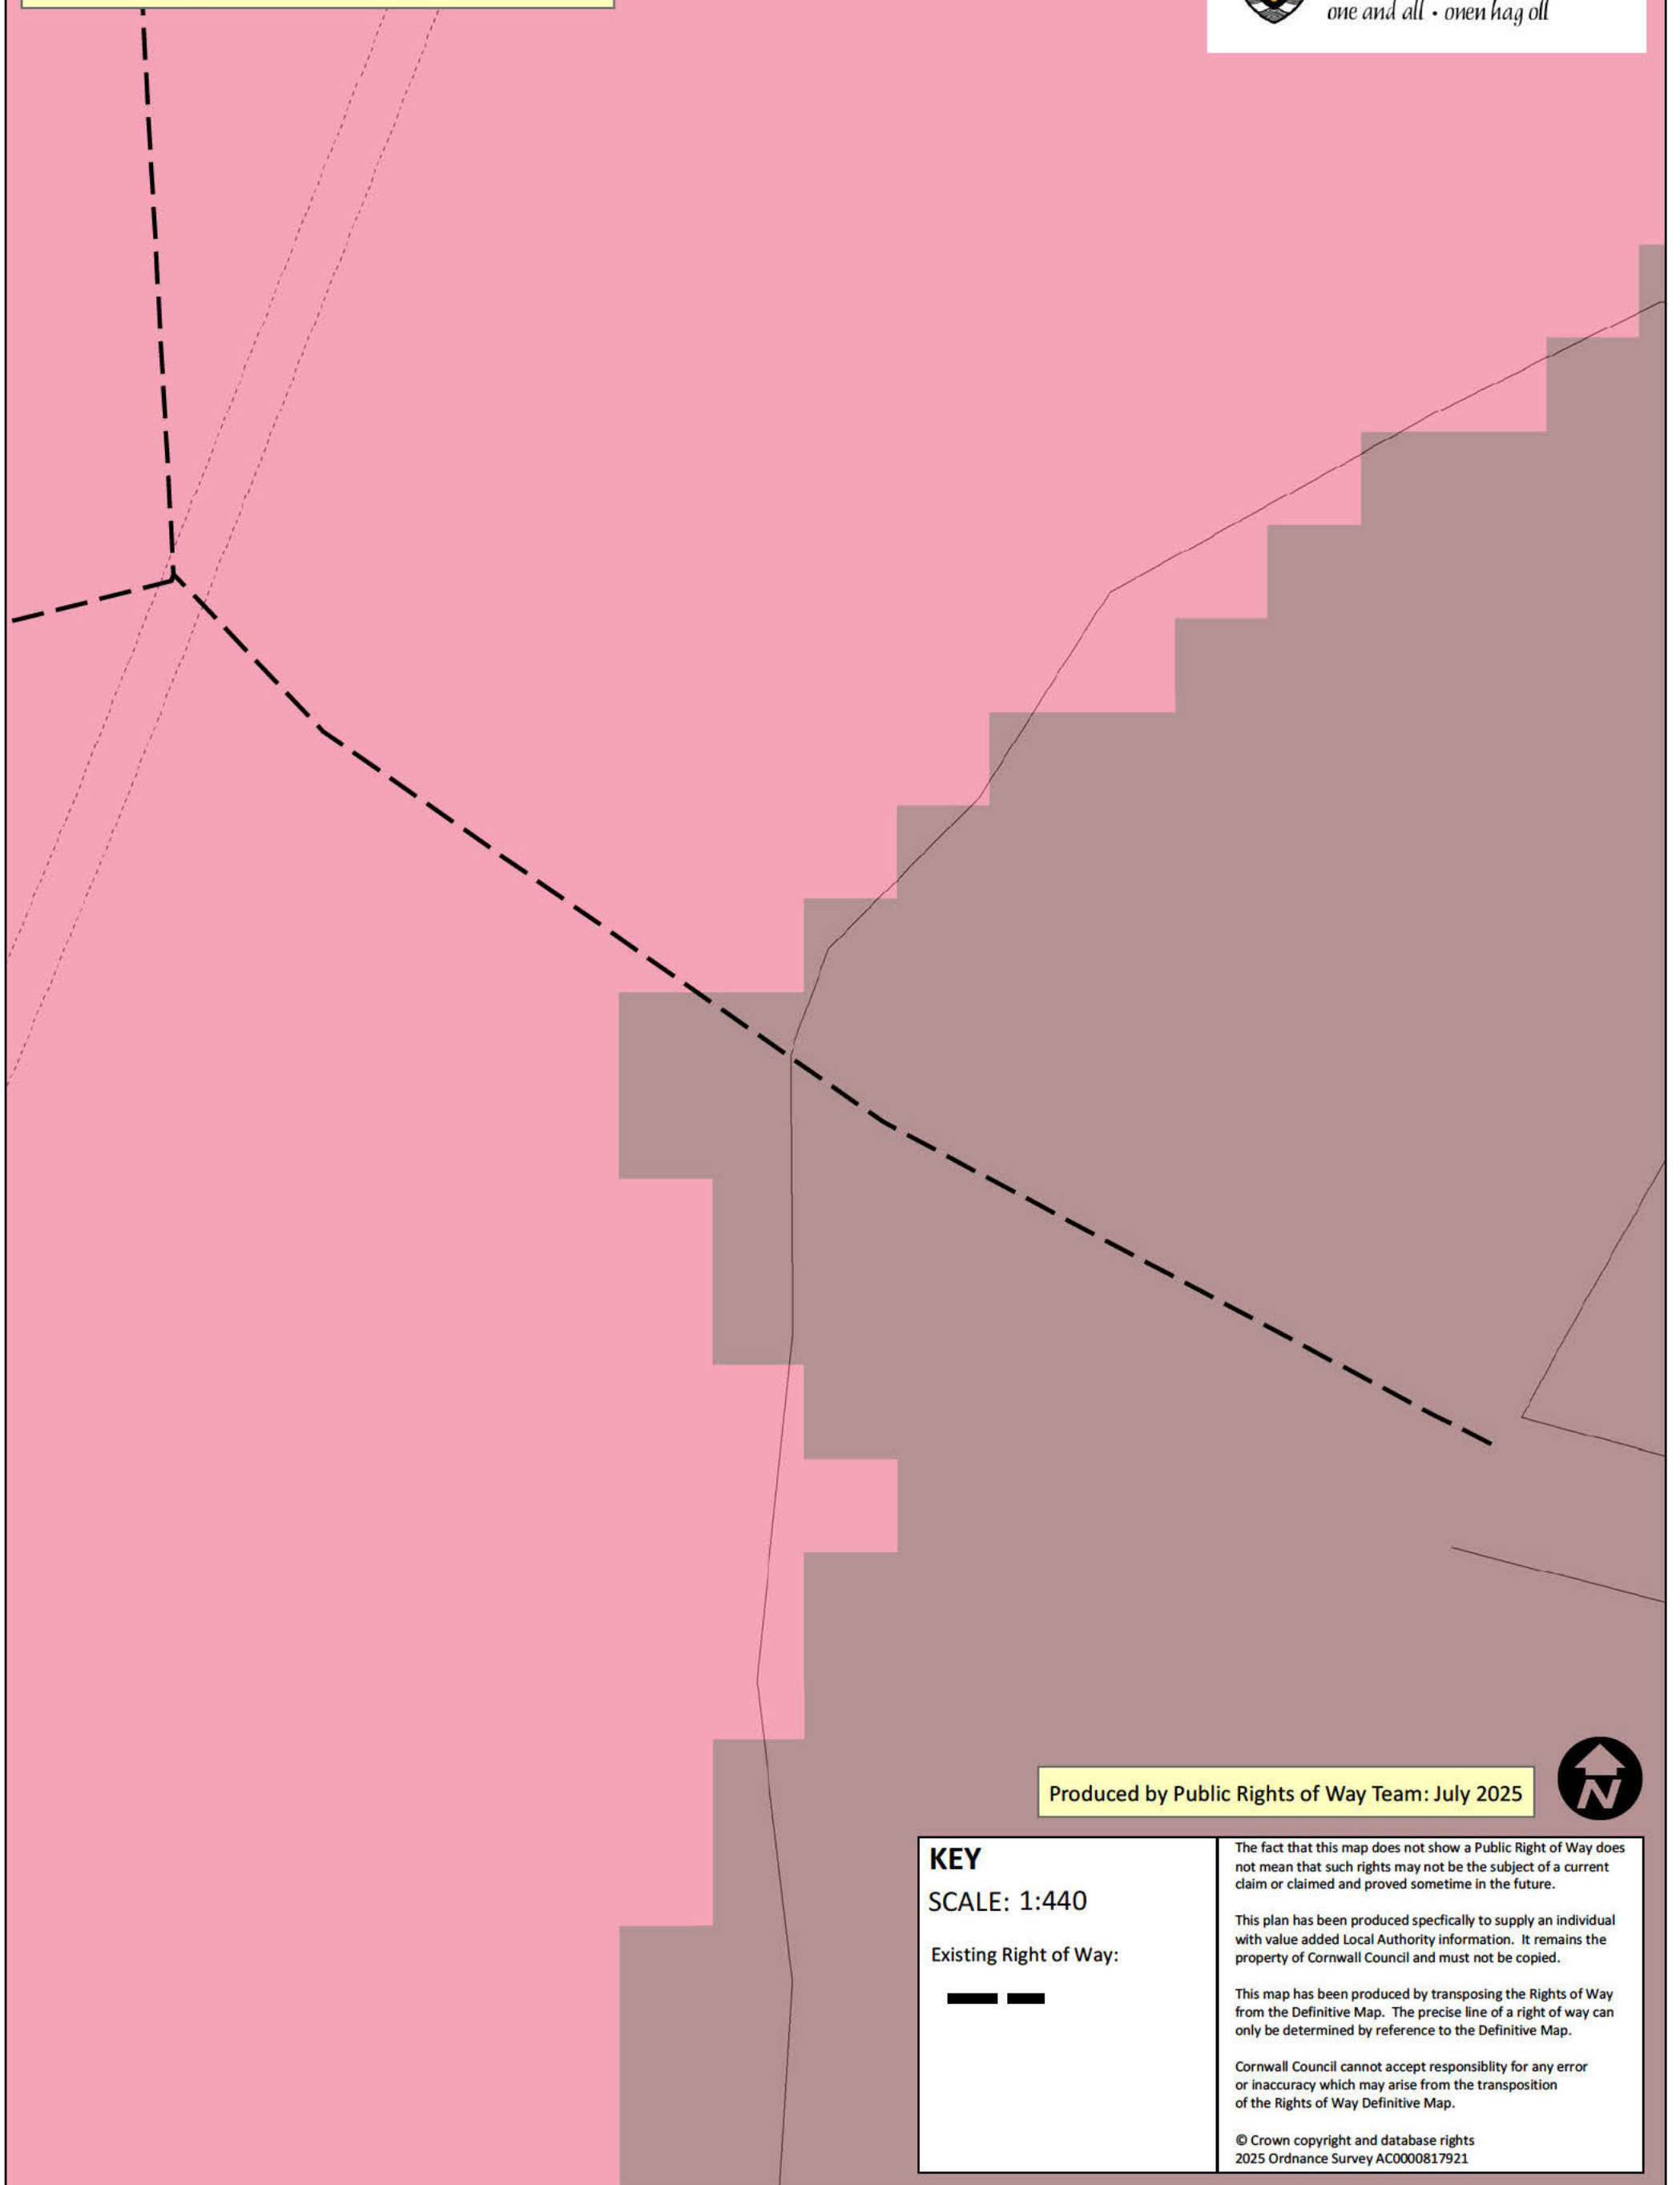 one and all • onen hag oll
Produced by Public Rights of Way Team: July 2025
N
KEY
SCALE: 1:440
Existing Right of Way:
The fact that this map does not show a Public Right of Way does
not mean that such rights may not be the subject of a current
claim or claimed and proved sometime in the future.
This plan has been produced specfically to supply an individual
with value added Local Authority information. It remains the
property of Cornwall Council and must not be copied.
This map has been produced by transposing the Rights of Way
from the Definitive Map. The precise line of a right of way can
only be determined by reference to the Definitive Map.
Cornwall Council cannot accept responsiblity for any error
or inaccuracy which may arise from the transposition
of the Rights of Way Definitive Map.
© Crown copyright and database rights
2025 Ordnance Survey AC0000817921